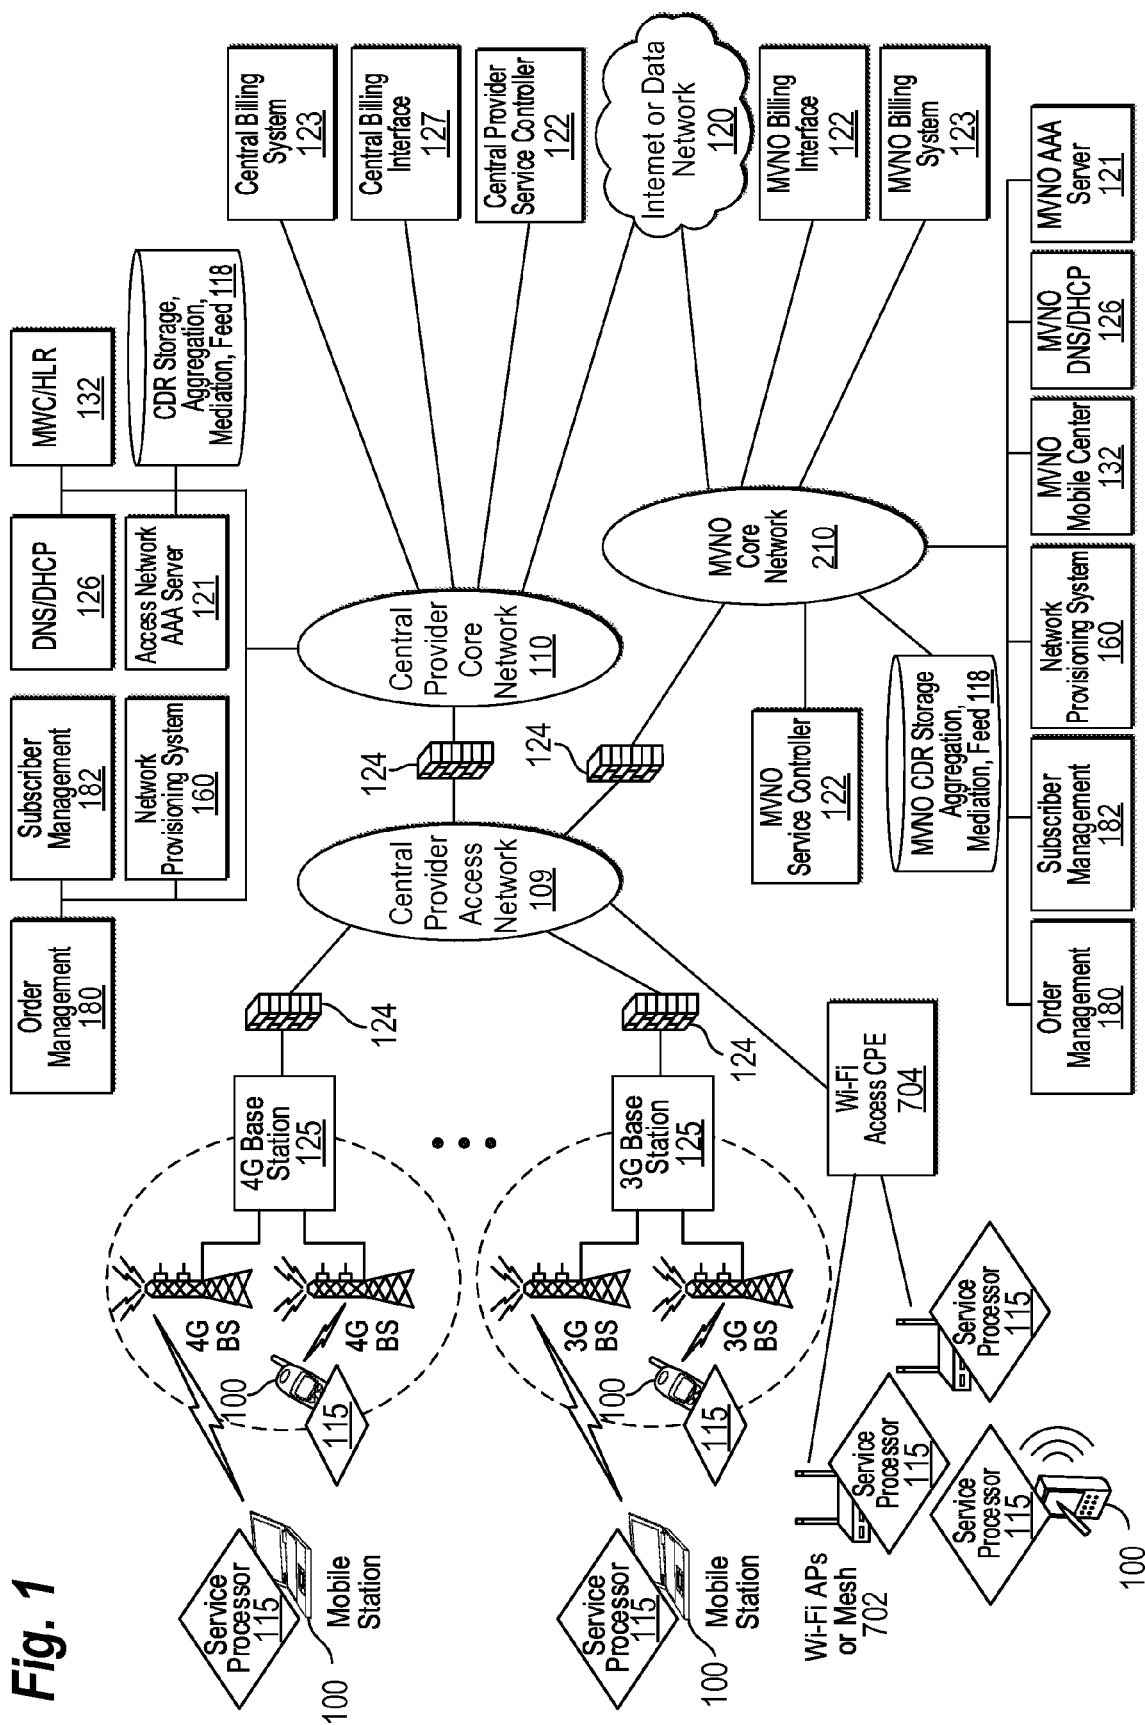 Fig. 1
Order
Management
180
Subscriber
Management
182
Network
Provisioning System
160
DNS/DHCP
126
Access Network
AAA Server
121
MWC/HLR
132
CDR Storage,
Aggregation,
Mediation, Feed 118
Central Billing
System
123
Central Billing
Interface
127
Central Provider
Service Controller
122
Internet or Data
Network
120
MVNO Billing
Interface
122
MVNO Billing
System
123
Central
Provider
Core
Network
110
124
124
Central
Provider
Access
Network
109
MVNO
Core
Network
210
MVNO
Service Controller
122
MVNO CDR Storage
Aggregation,
Mediation, Feed 118
124
124
4G Base
Station
125
4G
BS
4G
BS
100
115
Service
Processor
115
100
Mobile
Station
3G Base
Station
125
3G
BS
3G
BS
100
115
Service
Processor
115
100
Mobile
Station
Wi-Fi
Access CPE
704
Wi-Fi APs
or Mesh
702
Service
Processor
115
Service
Processor
115
Service
Processor
115
100
Order
Management
180
Subscriber
Management
182
Network
Provisioning System
160
MVNO
Mobile Center
132
MVNO
DNS/DHCP
126
MVNO AAA
Server
121